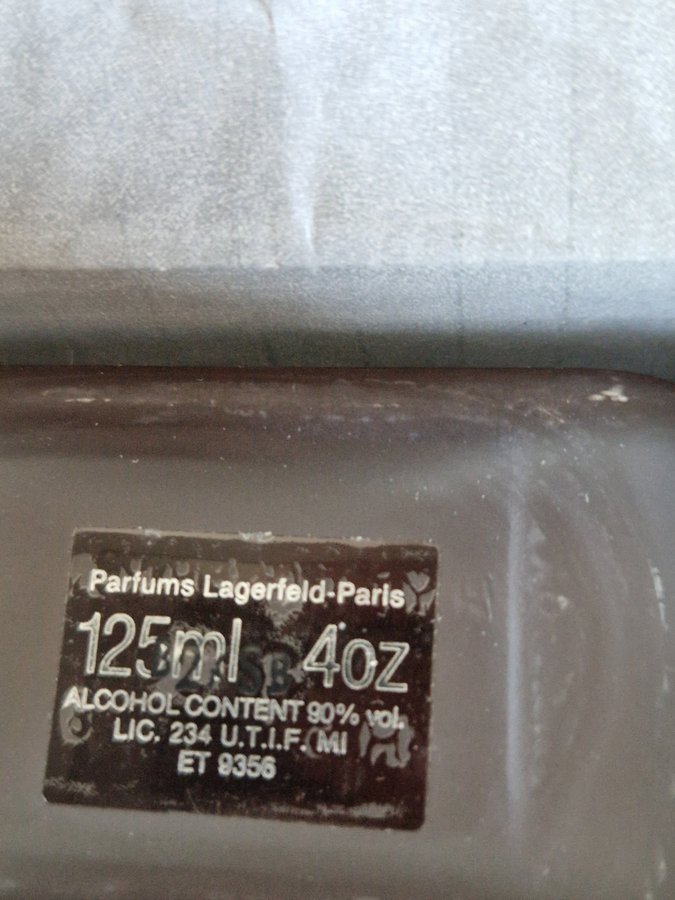 Parfums Lagerfeld-Paris
125ml 4oz
ALCOHOL CONTENT 90% vol.
LIC. 234 U.T.I.F. MI
ET 9356